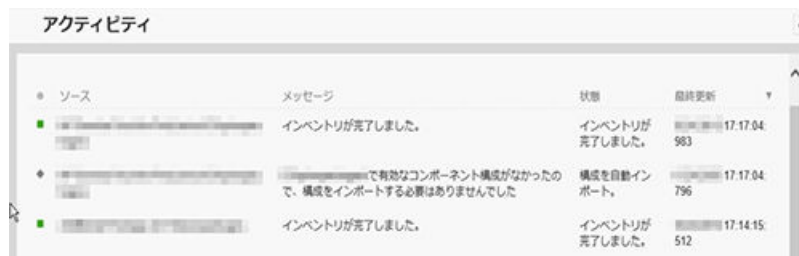 アクティビティ
ソース メッセージ 状態 最終更新
インベントリが完了しました。 インベントリが 17:17:04:
完了しました。 983
で有効なコンポーネント構成がなかったの 構成を自動イン 17:17:04:
で、構成をインポートする必要はありませんでした ポート。 796
インベントリが完了しました。 インベントリが 17:14:15:
完了しました。 512